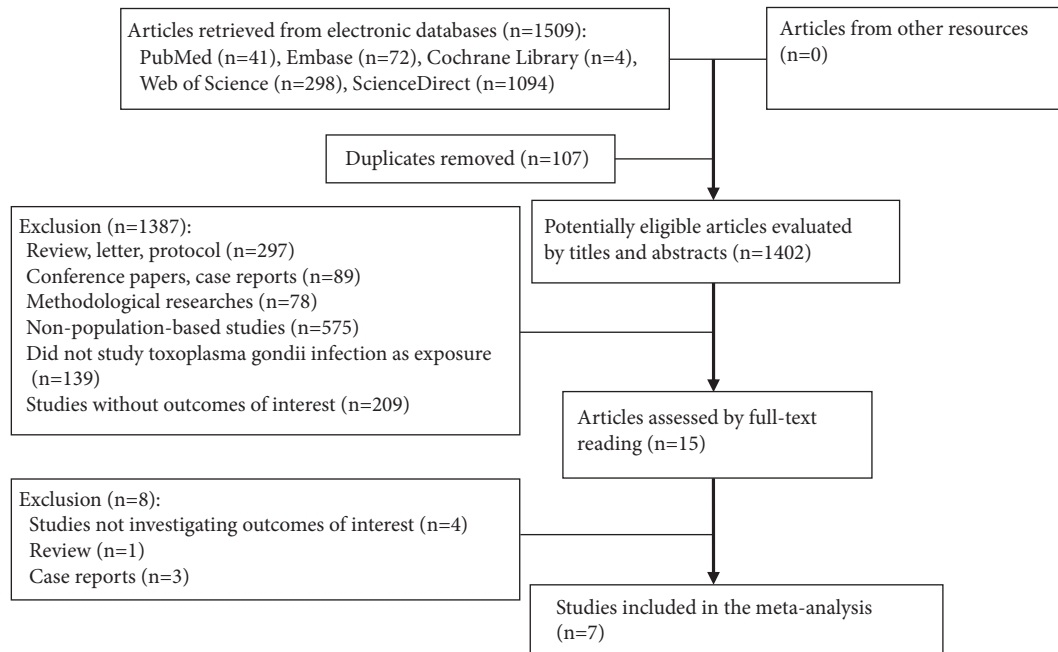 Articles retrieved from electronic databases (n=1509):
PubMed (n=41), Embase (n=72), Cochrane Library (n=4),
Web of Science (n=298), ScienceDirect (n=1094)
Articles from other resources
(n=0)
Duplicates removed (n=107)
Potentially eligible articles evaluated
by titles and abstracts (n=1402)
Exclusion (n=1387):
Review, letter, protocol (n=297)
Conference papers, case reports (n=89)
Methodological researches (n=78)
Non-population-based studies (n=575)
Did not study toxoplasma gondii infection as exposure
(n=139)
Studies without outcomes of interest (n=209)
Articles assessed by full-text
reading (n=15)
Exclusion (n=8):
Studies not investigating outcomes of interest (n=4)
Review (n=1)
Case reports (n=3)
Studies included in the meta-analysis
(n=7)